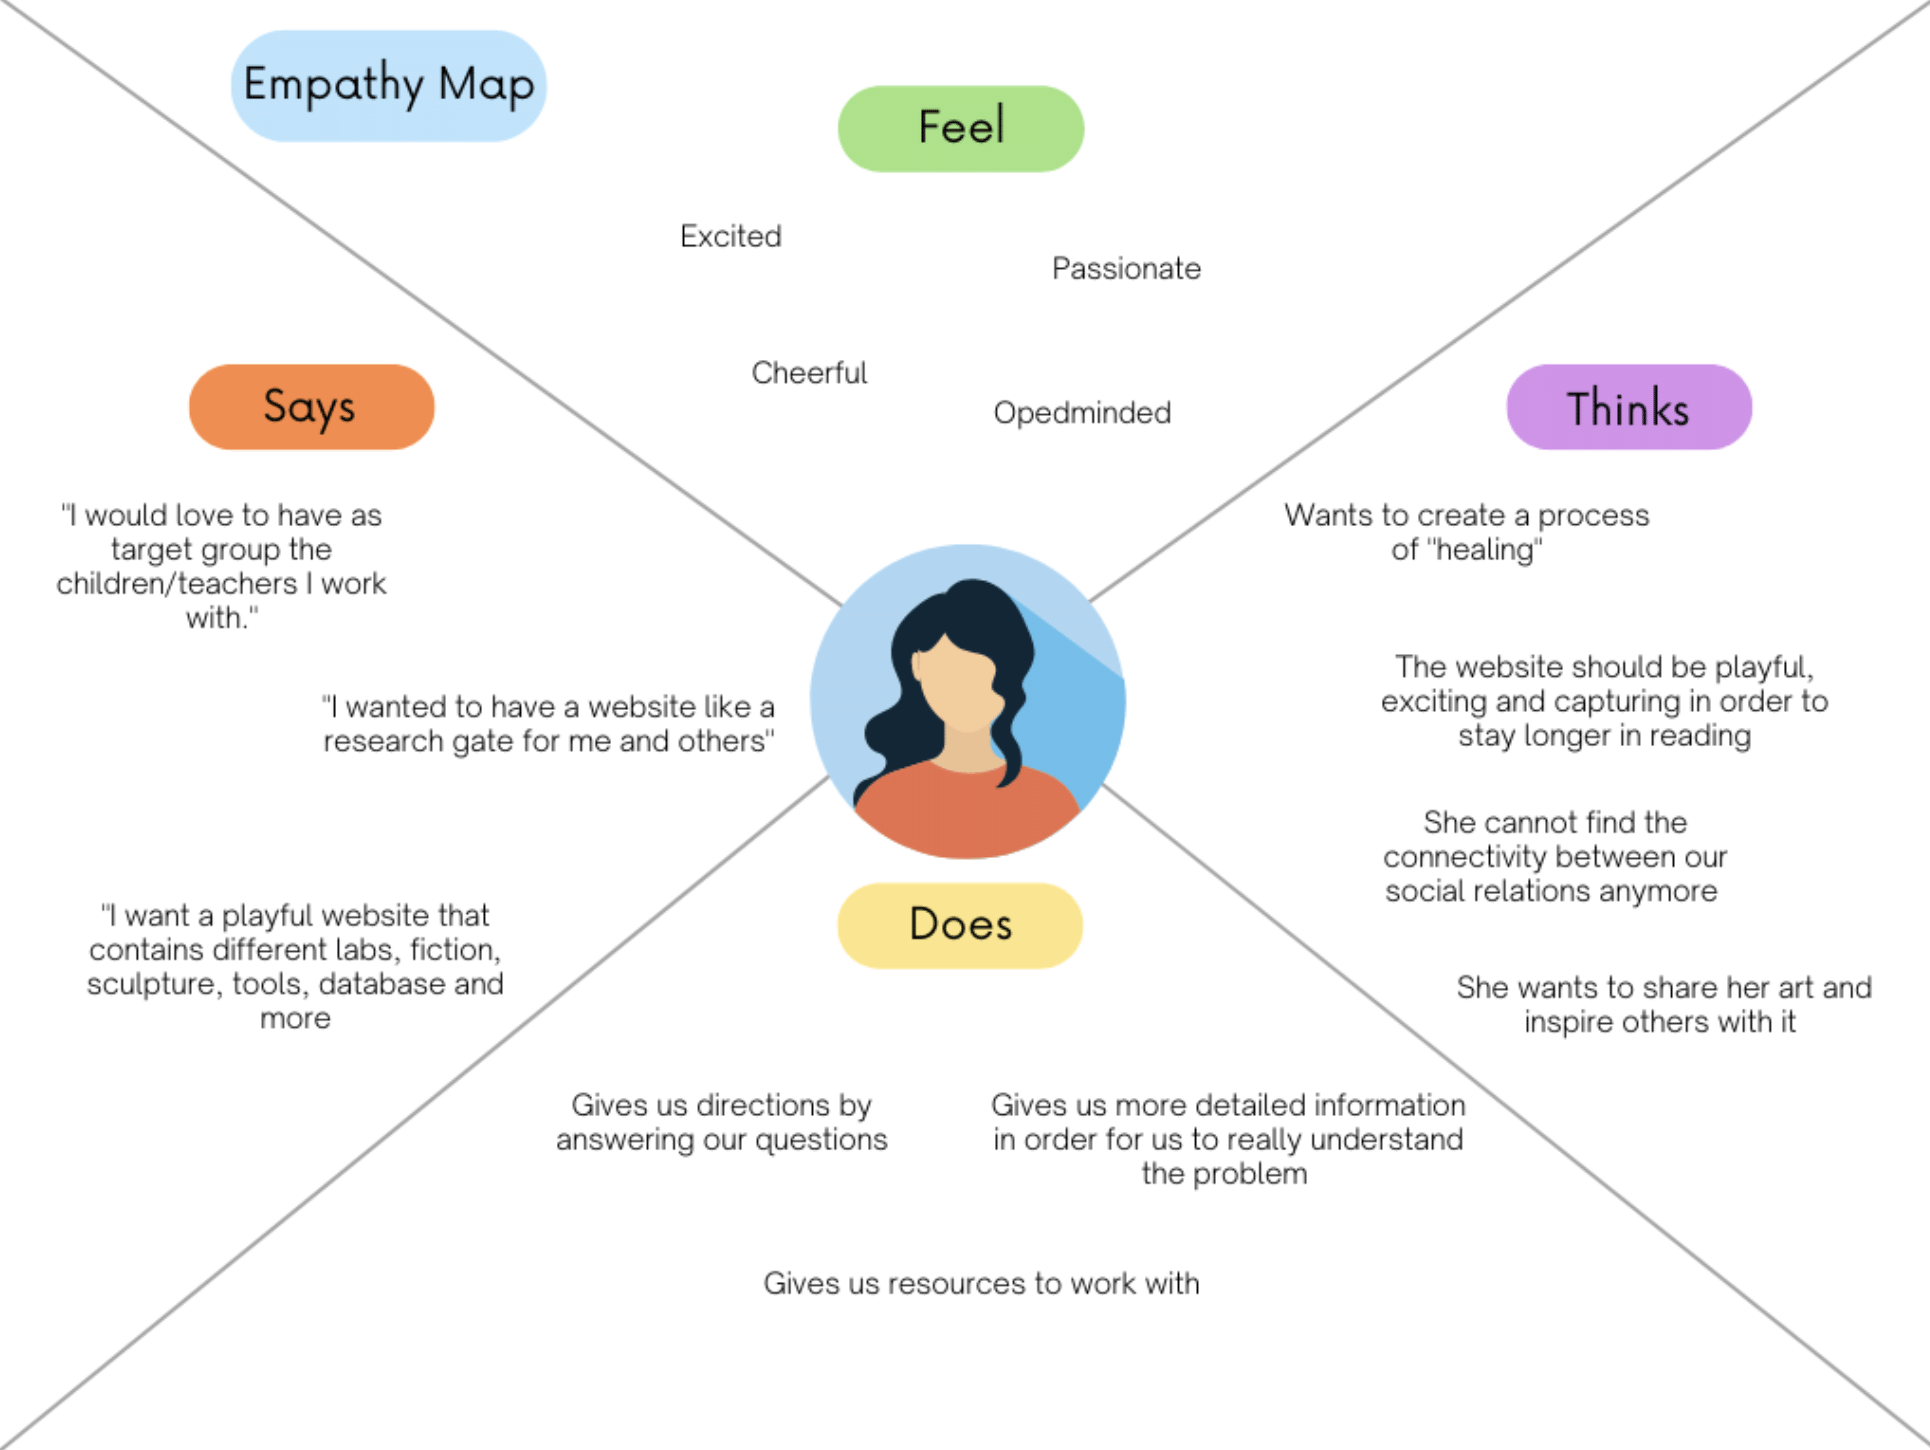 Empathy Map
Feel
Excited
Passionate
Cheerful
Opedminded
Says
"I would love to have as
target group the
children/teachers I work
with."
"I wanted to have a website like a
research gate for me and others"
"I want a playful website that
contains different labs, fiction,
sculpture, tools, database and
more
Thinks
Wants to create a process
of "healing"
The website should be playful,
exciting and capturing in order to
stay longer in reading
She cannot find the
connectivity between our
social relations anymore
She wants to share her art and
inspire others with it
Does
Gives us directions by
answering our questions
Gives us more detailed information
in order for us to really understand
the problem
Gives us resources to work with